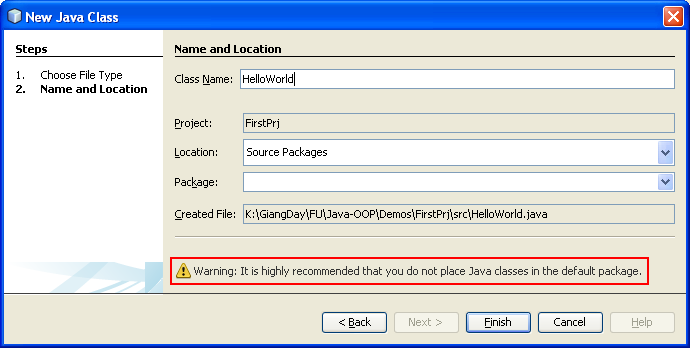 New Java Class
Steps
1. Choose File Type
2. Name and Location
Name and Location
Class Name: HelloWorld
Project: FirstPrj
Location: Source Packages
Package:
Created File: K:\GiangDay\FU\Java-OOP\Demos\FirstPrj\src\HelloWorld.java
Warning: It is highly recommended that you do not place Java classes in the default package.
< Back Next > Finish Cancel Help